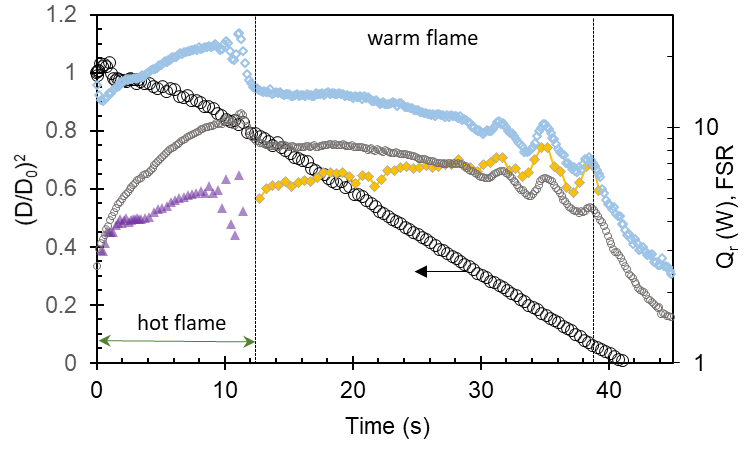 1.2
1
0.8
0.6
0.4
0.2
0
(D/D₀)²
warm flame
hot flame
10
1
Qᵣ (W), FSR
0 10 20 30 40
Time (s)